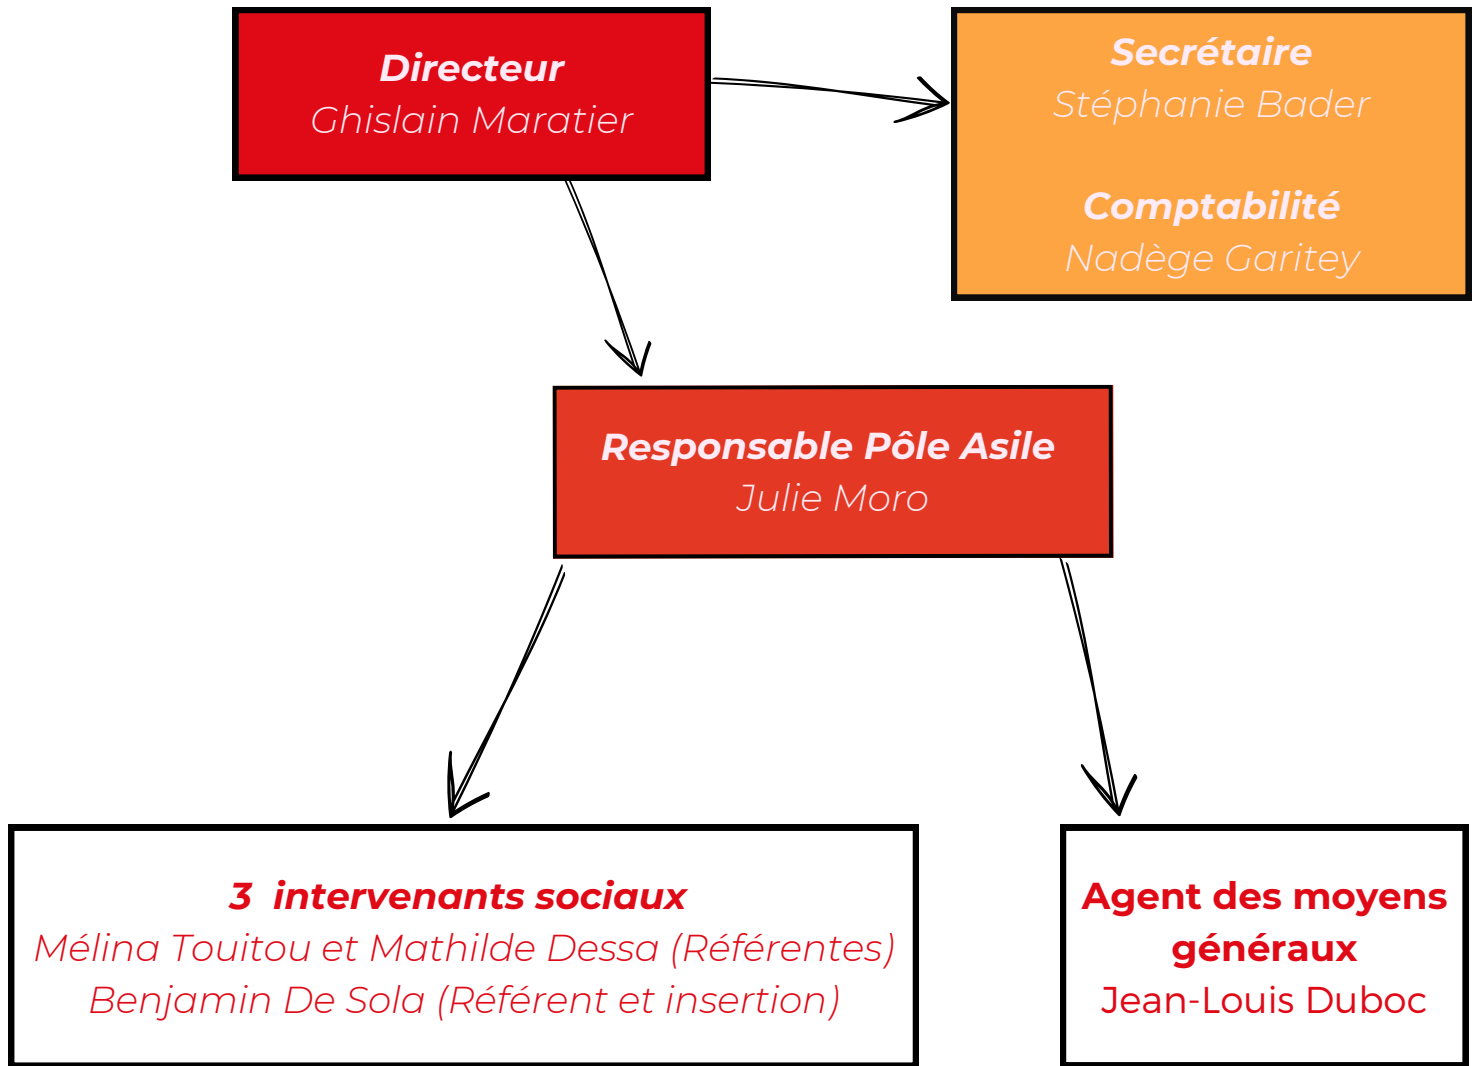 Directeur
Ghislain Maratier
Secrétaire
Stéphanie Bader
Comptabilité
Nadège Garitey
Responsable Pôle Asile
Julie Moro
3 intervenants sociaux
Mélina Touitou et Mathilde Dessa (Référentes)
Benjamin De Sola (Référent et insertion)
Agent des moyens
généraux
Jean-Louis Duboc